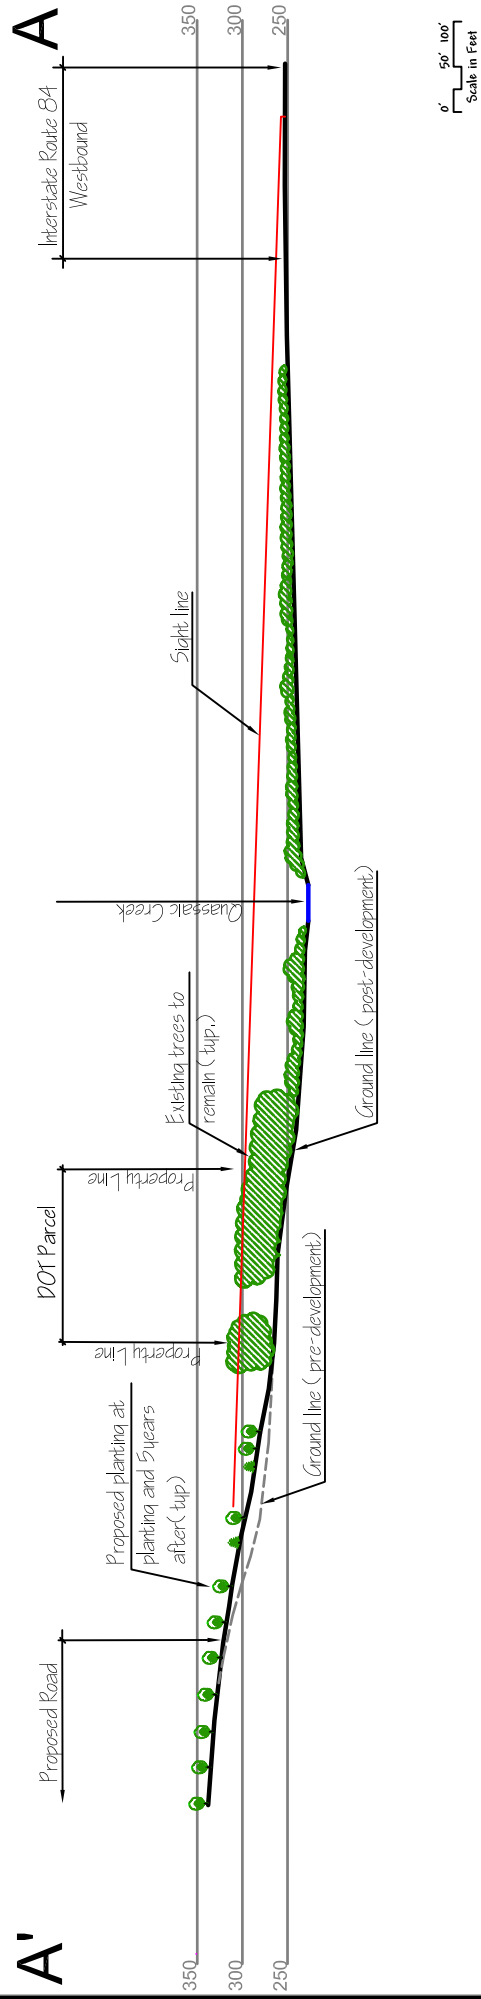 A'
A
350
300
250
350
300
250
Proposed Road
Proposed planting at
planting and 5years
after(typ)
DOT Parcel
Property Line
Property Line
Existing trees to
remain (typ.)
Quassaic Creek
Sight line
Interstate Route 84
Westbound
Ground line (pre-development)
Ground line (post-development)
0' 50' 100'
Scale in Feet